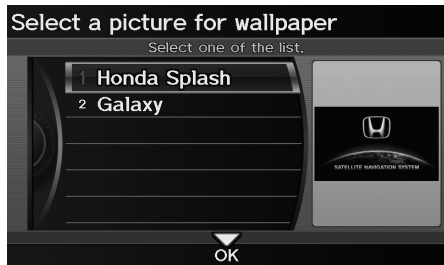 Select a picture for wallpaper
Select one of the list.
1 Honda Splash
2 Galaxy
SATELLITE NAVIGATION SYSTEM
OK